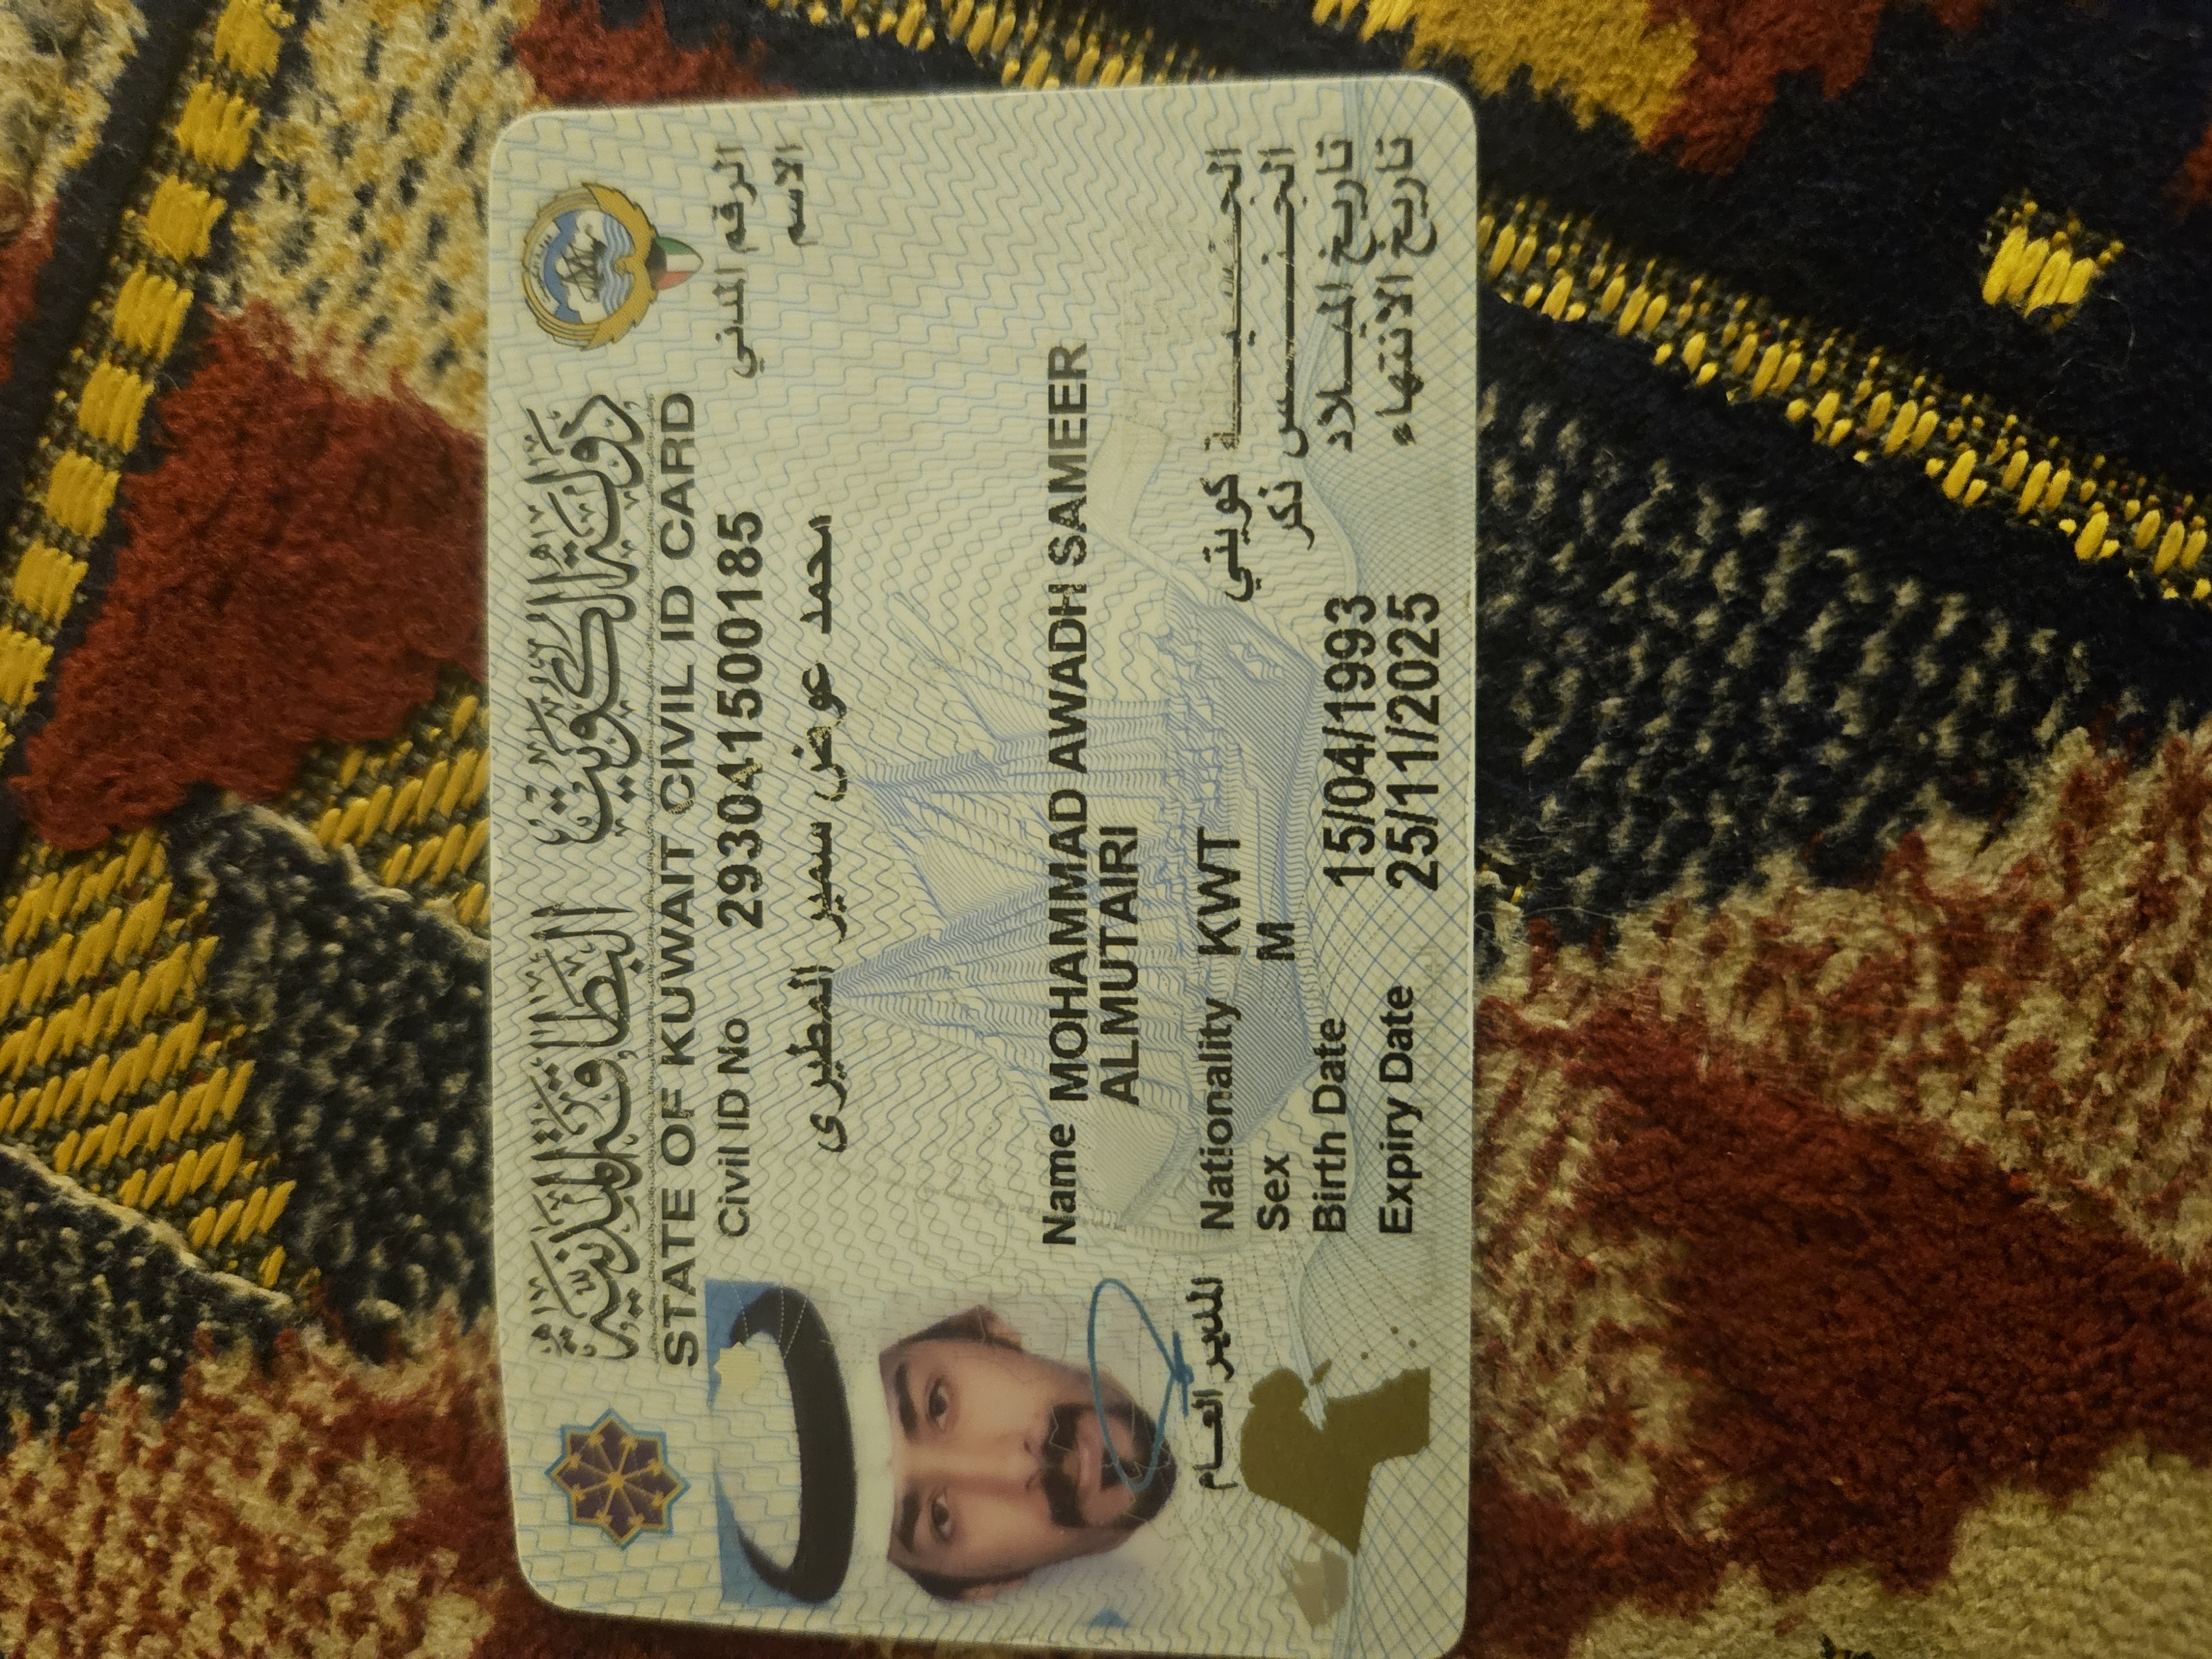 دولة الكويت البطاقة المدنية
STATE OF KUWAIT CIVIL ID CARD
Civil ID No 293041500185 الرقم المدني
الاسم
احمد عوض سمير المطيرى
Name MOHAMMAD AWADH SAMEER
ALMUTAIRI
Nationality KWT كويتي الجنسية
Sex M ذكر الجنس
Birth Date 15/04/1993 تاريخ الميلاد
Expiry Date 25/11/2025 تاريخ الانتهاء
المدير العام